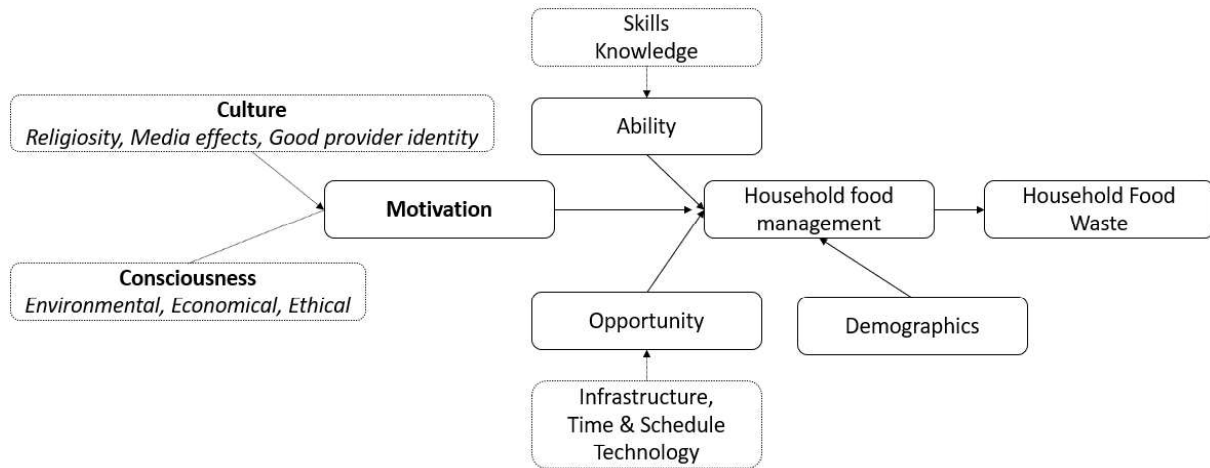 Skills
Knowledge
Culture
Religiosity, Media effects, Good provider identity
Ability
Motivation
Household food
management
Household Food
Waste
Consciousness
Environmental, Economical, Ethical
Opportunity
Demographics
Infrastructure,
Time & Schedule
Technology